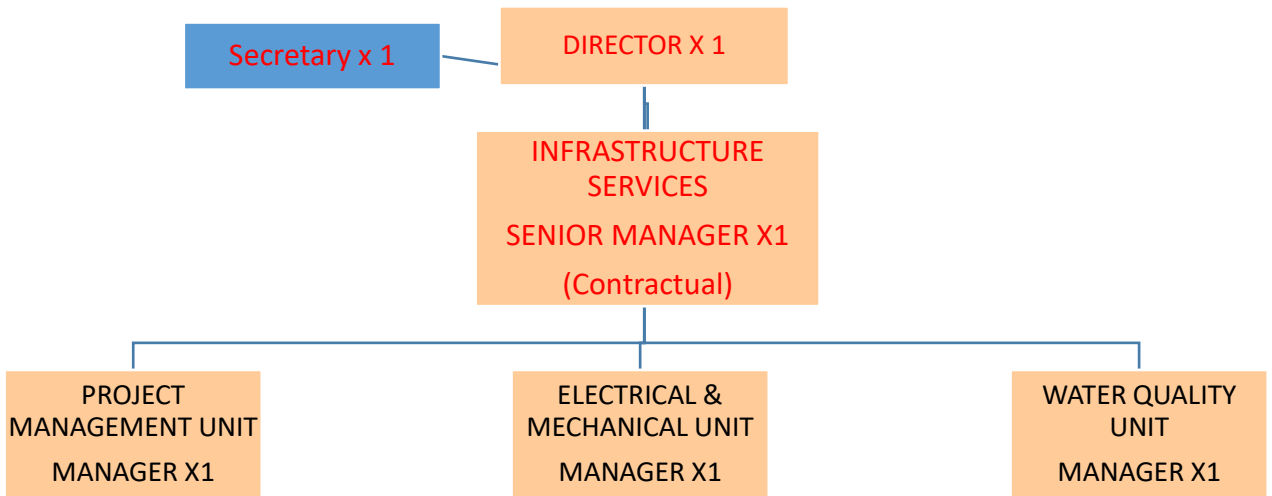 Secretary x 1
DIRECTOR X 1
INFRASTRUCTURE
SERVICES
SENIOR MANAGER X1
(Contractual)
PROJECT
MANAGEMENT UNIT
MANAGER X1
ELECTRICAL &
MECHANICAL UNIT
MANAGER X1
WATER QUALITY
UNIT
MANAGER X1